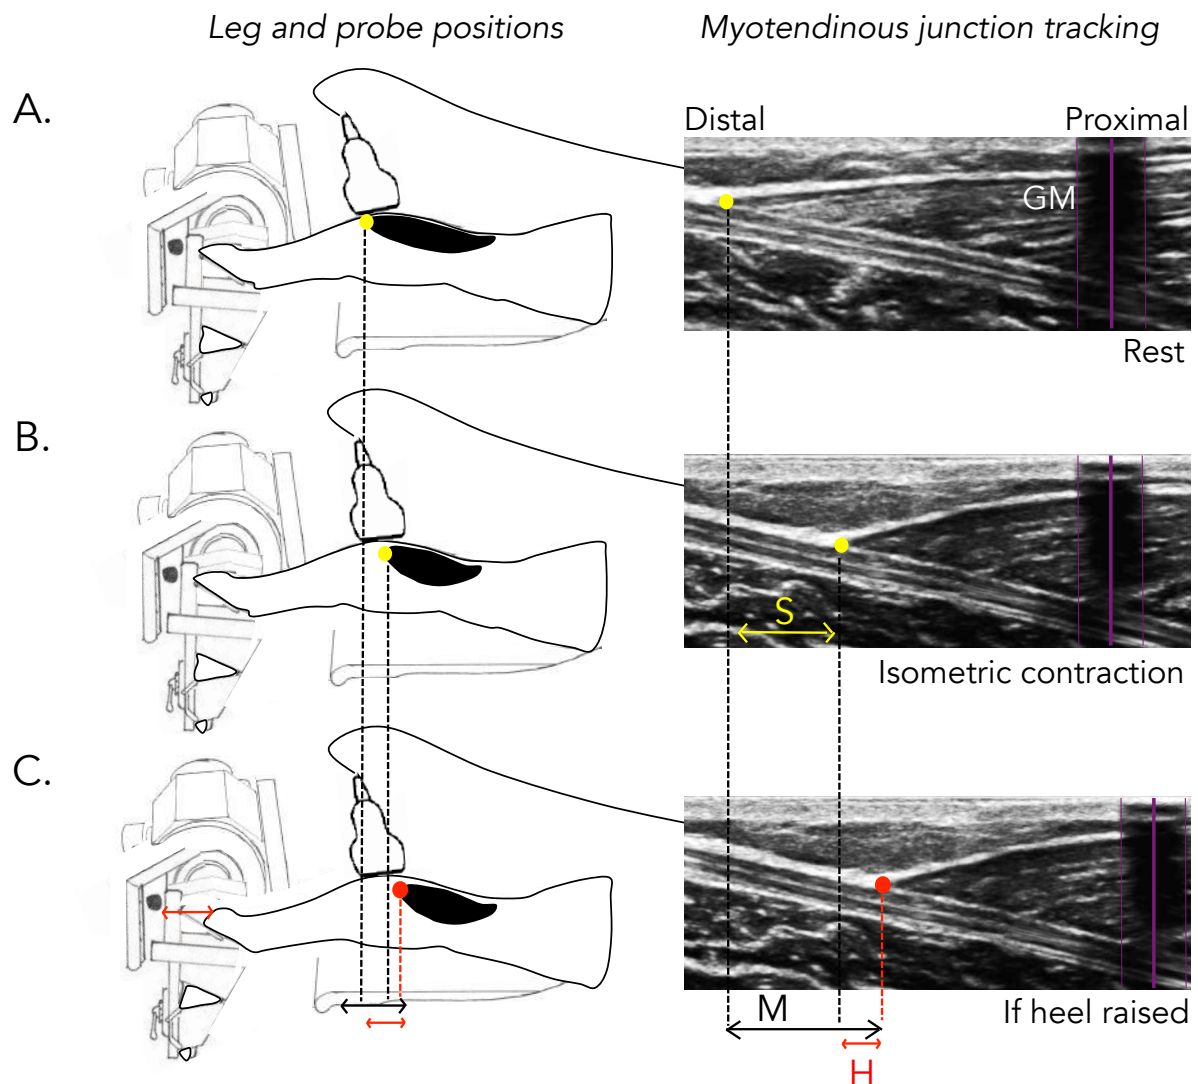 Leg and probe positions
Myotendinous junction tracking
A.
Distal
Proximal
GM
Rest
B.
S
Isometric contraction
C.
M
If heel raised
H